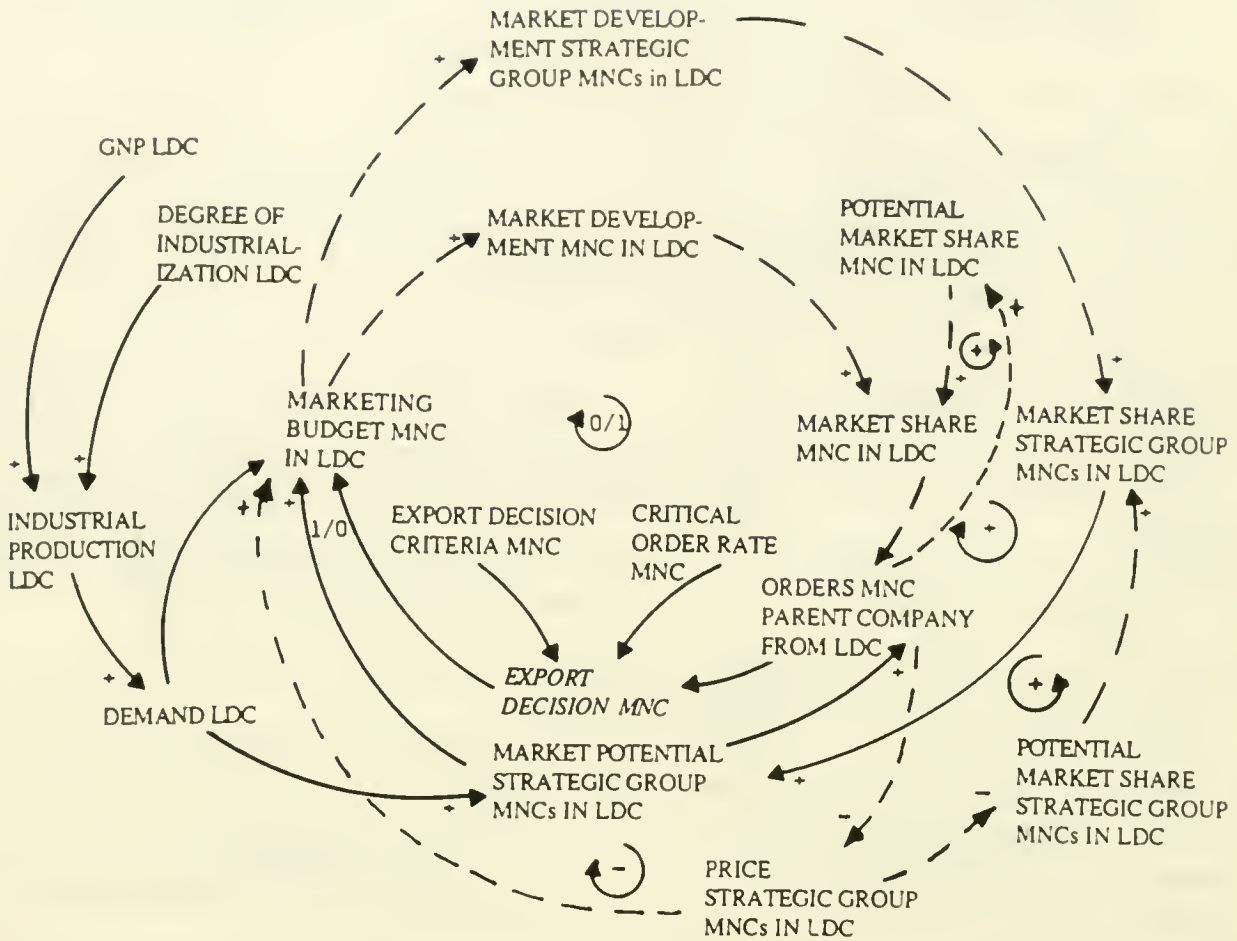 MARKET DEVELOP-
MENT STRATEGIC
GROUP MNCs in LDC
+
GNP LDC
DEGREE OF
INDUSTRIAL-
IZATION LDC
+
MARKET DEVELOP-
MENT MNC IN LDC
POTENTIAL
MARKET SHARE
MNC IN LDC
+
+
+
+
+
MARKETING
BUDGET MNC
IN LDC
0/1
MARKET SHARE
MNC IN LDC
MARKET SHARE
STRATEGIC GROUP
MNCs IN LDC
+
+
INDUSTRIAL
PRODUCTION
LDC
+
+
1/0
EXPORT DECISION
CRITERIA MNC
CRITICAL
ORDER RATE
MNC
+
+
ORDERS MNC
PARENT COMPANY
FROM LDC
+
+
+
DEMAND LDC
EXPORT
DECISION MNC
MARKET POTENTIAL
STRATEGIC GROUP
MNCs IN LDC
+
+
POTENTIAL
MARKET SHARE
STRATEGIC GROUP
MNCs IN LDC
-
-
-
PRICE
STRATEGIC GROUP
MNCs IN LDC